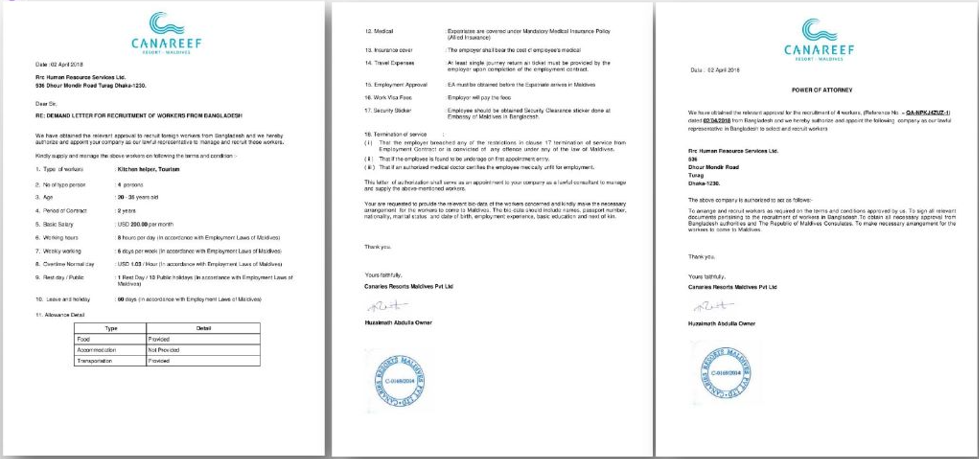 CANAREEF
RESORT - MALDIVES
Date : 02 April 2018
Rrc Human Resource Services Ltd.
936 Dhour Mondir Road Turag Dhaka-1230.
Dear Sir,
RE: DEMAND LETTER FOR RECRUITMENT OF WORKERS FROM BANGLADESH
We have obtained the relevant approval to recruit foreign workers from Bangladesh and we hereby
authorize and appoint your company as our lawful representative to manage and recruit those workers.
Kindly supply and manage the above workers on following the terms and condition :-
1. Type of workers : Kitchen helper, Tourism
2. No of type person : 4 persons
3. Age : 20 - 35 years old
4. Period of Contract : 2 years
5. Basic Salary : USD 200.00 per month
6. Working hours : 8 hours per day (In accordance with Employment Laws of Maldives)
7. Weekly working : 6 days per week (In accordance with Employment Laws of Maldives)
8. Overtime Normal day : USD 1.03 / Hour (In accordance with Employment Laws of Maldives)
9. Rest day / Public : 1 Rest Day / 10 Public holidays (In accordance with Employment Laws of
Maldives)
10. Leave and holiday : 90 days (In accordance with Employment Laws of Maldives)
11. Allowance Detail
Type Detail
Food Provided
Accommodation Not Provided
Transportation Provided
12. Medical : Expatriates are covered under Mandatory Medical Insurance Policy
(Allied Insurance)
13. Insurance cover : The employer shall bear the cost of employee's medical
14. Travel Expenses : At least single journey return air ticket must be provided by the
employer upon completion of the employment contract.
15. Employment Approval : EA must be obtained before the Expatriate arrives in Maldives
16. Work Visa Fees : Employer will pay the fees
17. Security Sticker : Employee should be obtained Security Clearance sticker done at
Embassy of Maldives in Bangladesh.
18. Termination of service :
( i ) That the employer breached any of the restrictions in clause 17 termination of service from
Employment Contract or is convicted of any offence under any of the law of Maldives.
( ii ) That if the employee is found to be underage on first appointment entry.
( iii ) That if an authorized medical doctor certifies the employee medically unfit for employment.
This letter of authorization shall serve as an appointment to your company as a lawful consultant to manage
and supply the above mentioned workers.
You are requested to provide the relevant bio data of the workers concerned and kindly make the necessary
arrangement for the workers to come to Maldives. The bio data should include names, passport number,
nationality, marital status, and date of birth, employment experience, basic education and next of kin.
Thank you.
Yours faithfully,
Canaries Resorts Maldives Pvt Ltd
Huzaimath Abdulla Owner
CANARIES RESORTS MALDIVES PVT LTD
C-0169/2014
CANAREEF
RESORT - MALDIVES
Date : 02 April 2018
POWER OF ATTORNEY
We have obtained the relevant approval for the recruitment of 4 workers, (Reference No. –
dated 02/04/2018 from Bangladesh and we hereby authorize and appoint the following company as our lawful
representative in Bangladesh to select and recruit workers
Rrc Human Resource Services Ltd.
936
Dhour Mondir Road
Turag
Dhaka-1230.
The above company is authorized to act as follows:-
To arrange and recruit workers as required on the terms and conditions approved by us. To sign all relevant
documents pertaining to the recruitment of workers in Bangladesh. To obtain all necessary approval from
Bangladesh authorities and The Republic of Maldives Consulates. To make necessary arrangement for the
workers to come to Maldives.
Thank you.
Yours faithfully,
Canaries Resorts Maldives Pvt Ltd
Huzaimath Abdulla Owner
CANARIES RESORTS MALDIVES PVT LTD
C-0169/2014